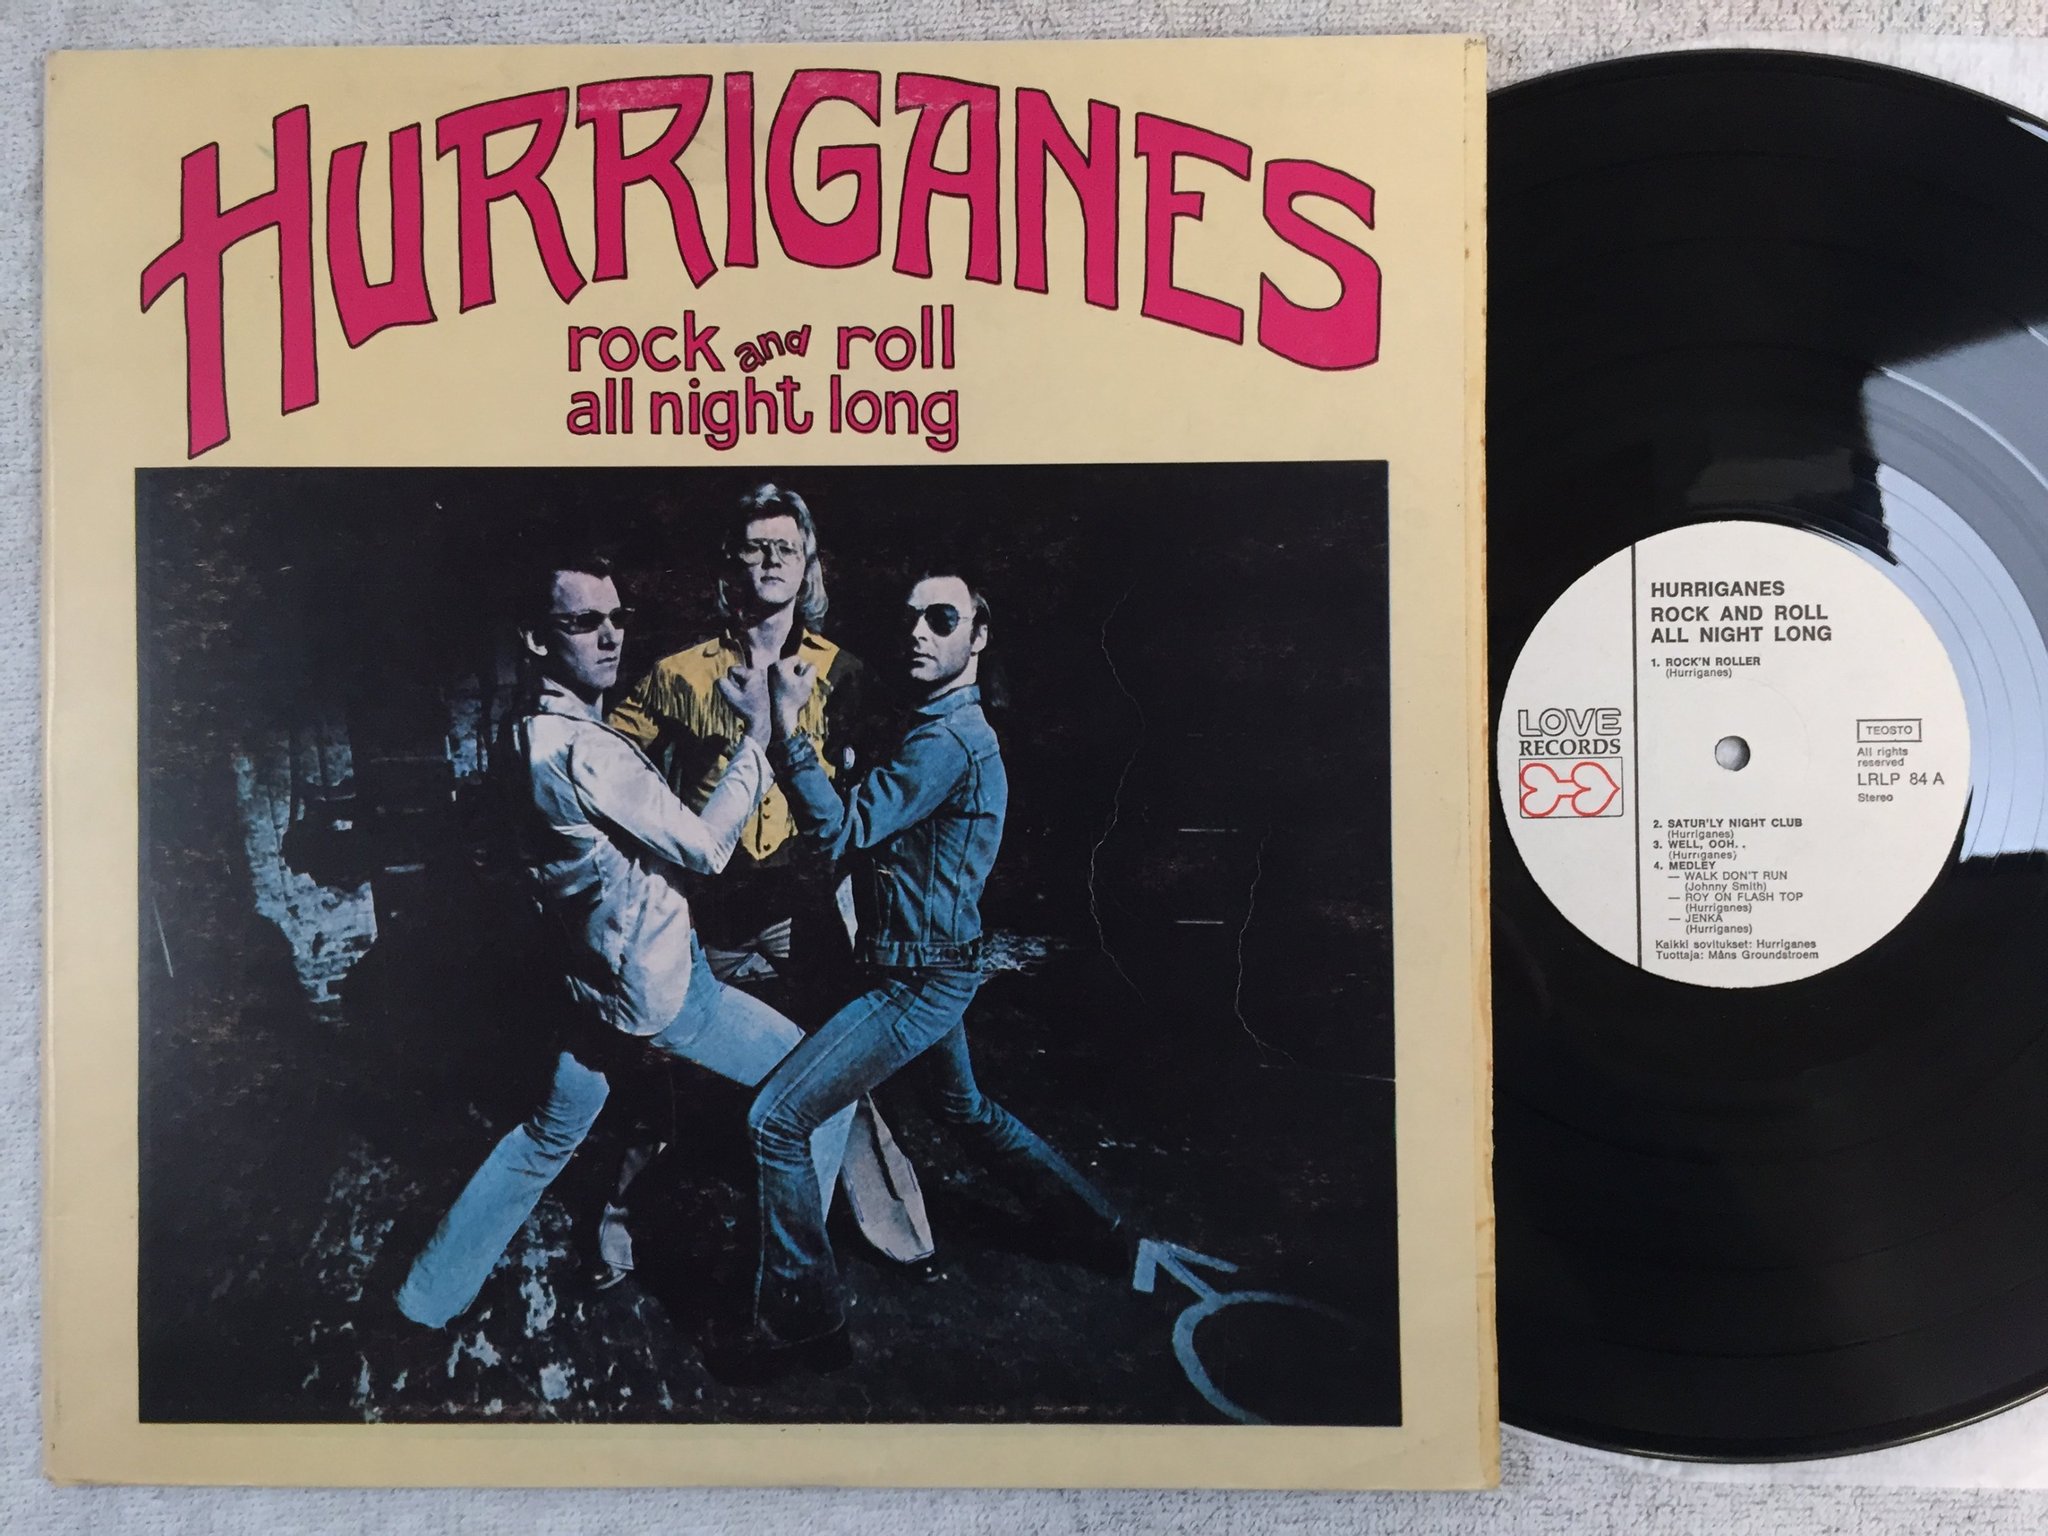 HURRIGANES
rock and roll
all night long
HURRIGANES
ROCK AND ROLL
ALL NIGHT LONG
1. ROCK'N ROLLER
(Hurriganes)
LOVE
RECORDS
TEOSTO
All rights
reserved
LRLP 84 A
Stereo
2. SATUR'LY NIGHT CLUB
(Hurriganes)
3. WELL, OOH. .
(Hurriganes)
4. MEDLEY
— WALK DON'T RUN
(Johnny Smith)
— ROY ON FLASH TOP
(Hurriganes)
— JENKA
(Hurriganes)
Kaikki sovitukset: Hurriganes
Tuottaja: Måns Groundstroem